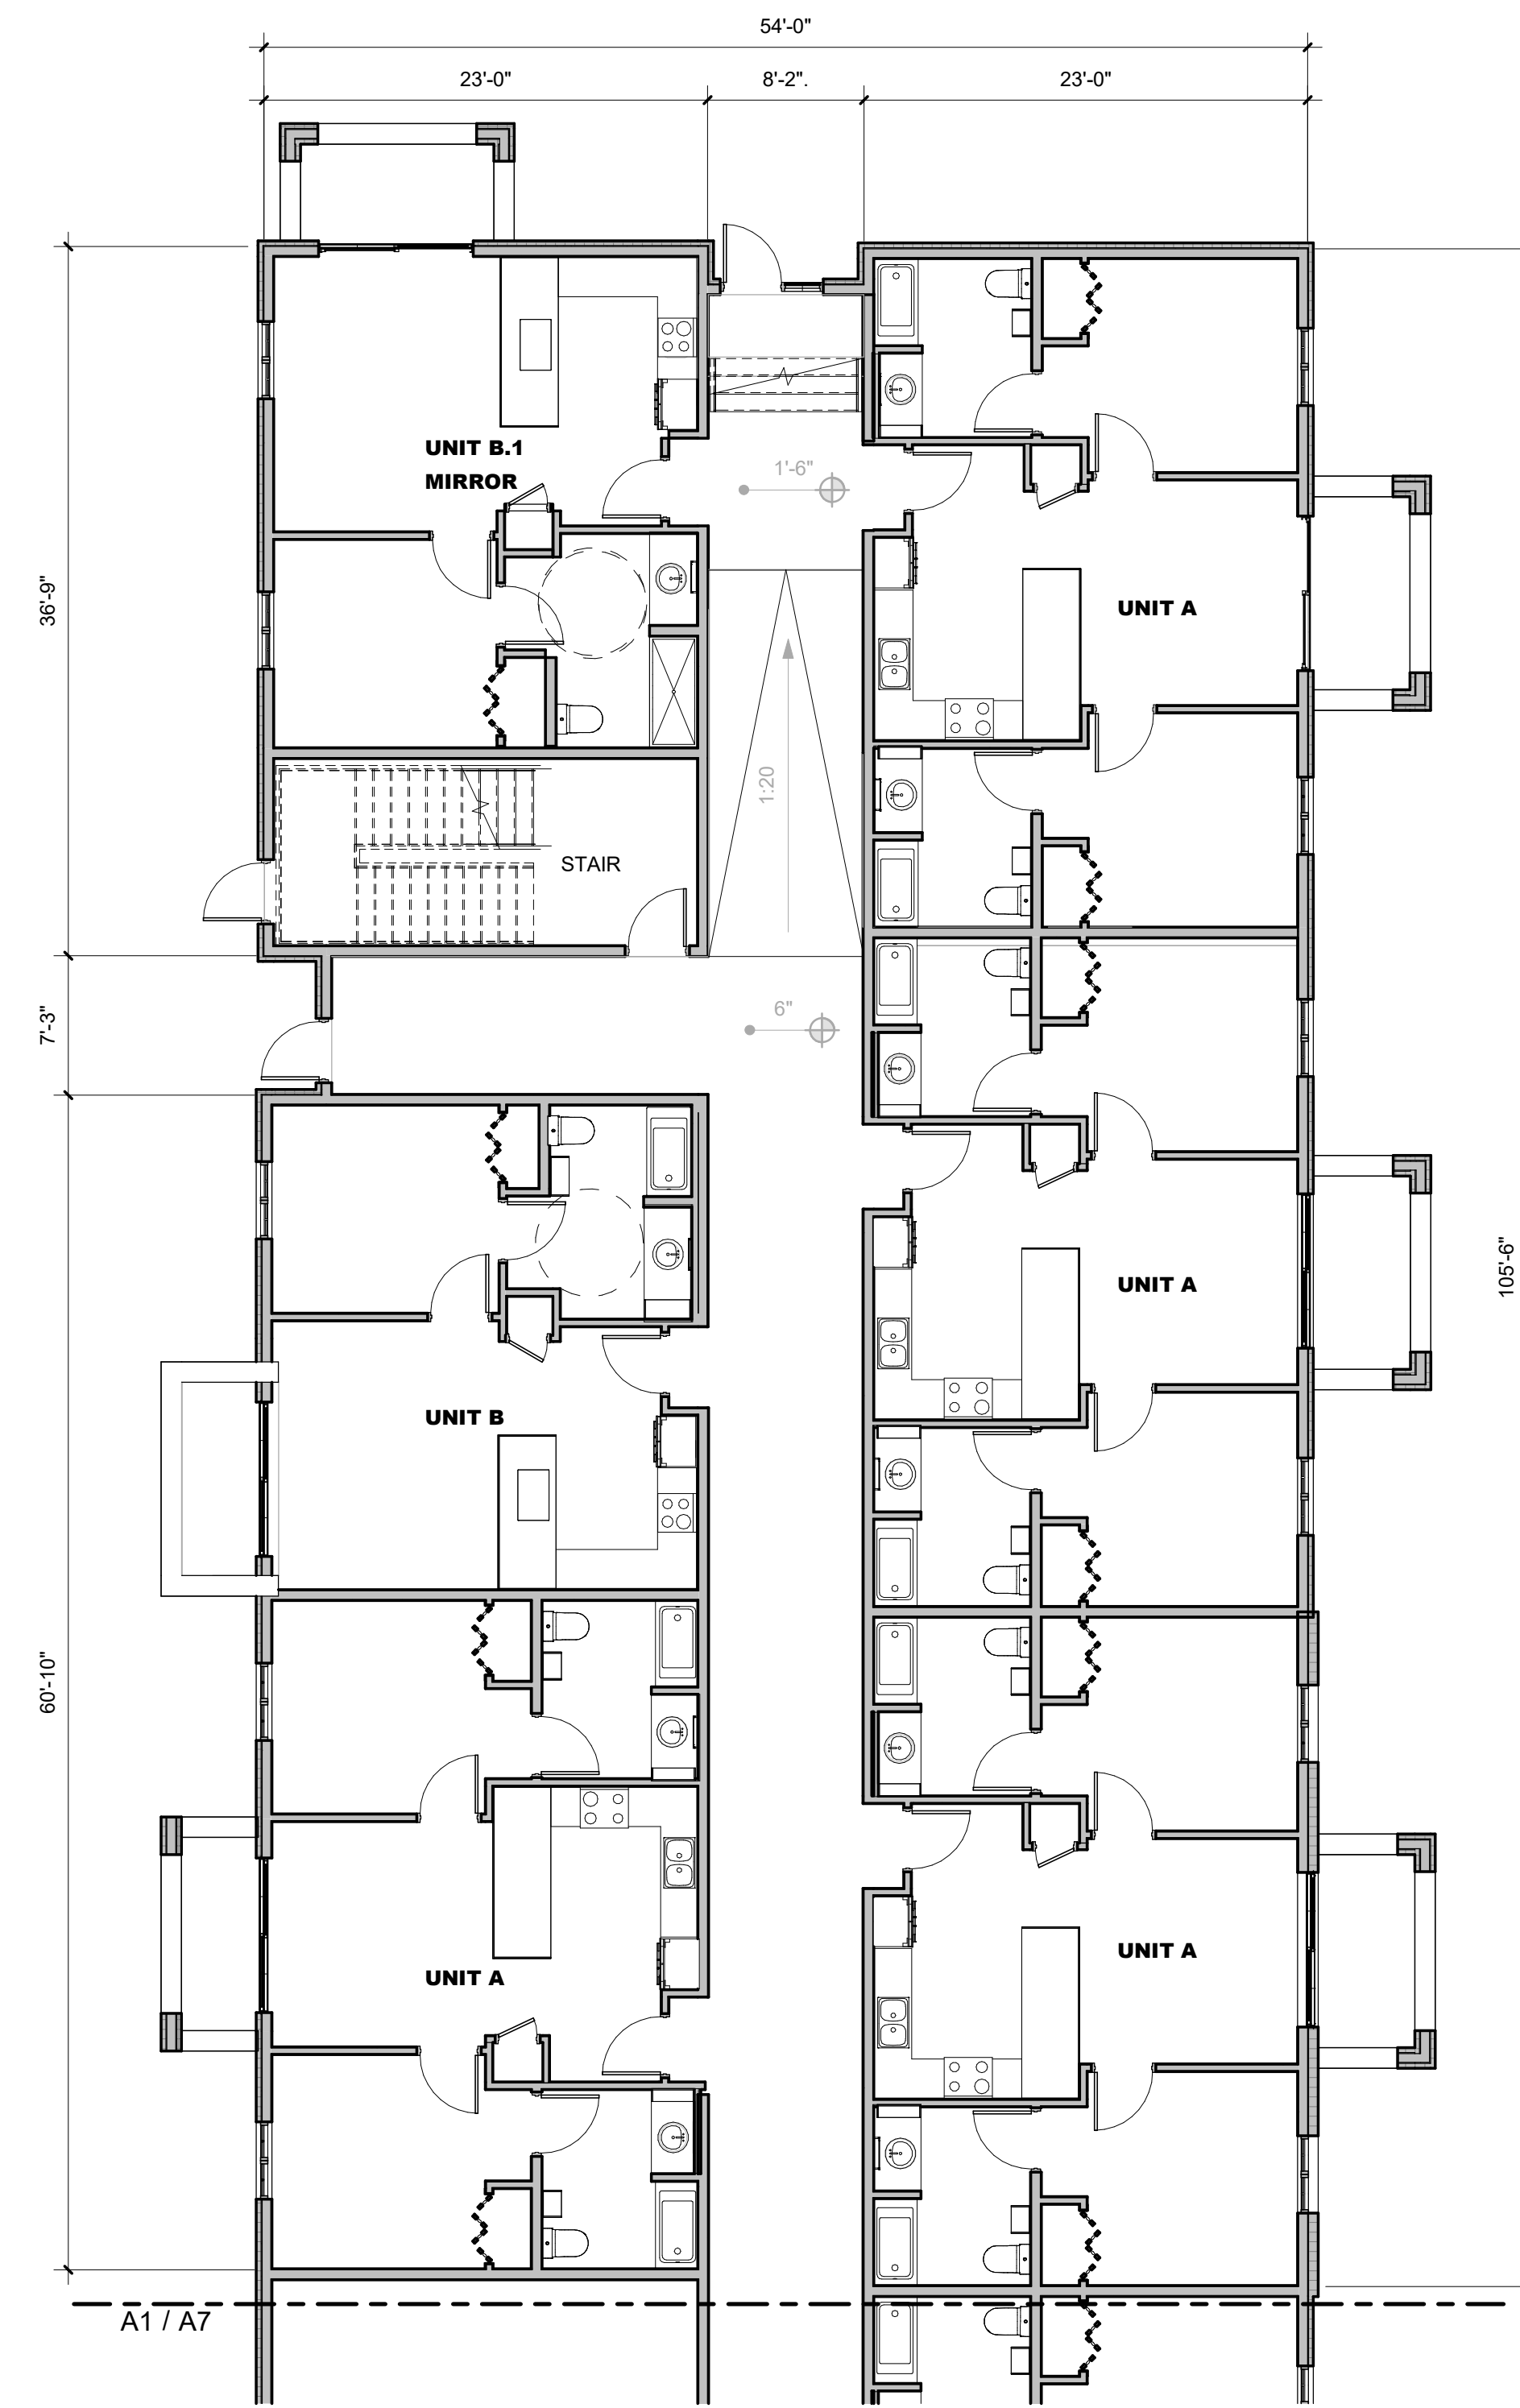 54'-0"
23'-0"
8'-2".
23'-0"
UNIT B.1
MIRROR
1'-6"
36'-9"
UNIT A
1:20
STAIR
6"
7'-3"
105'-6"
UNIT A
UNIT B
60'-10"
UNIT A
UNIT A
A1 / A7